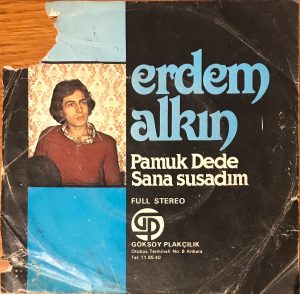 erdem
alkın
Pamuk Dede
Sana susadım
FULL STEREO
GÖKSOY PLAKÇILIK
Otobüs Terminali No: 6 Ankara
Tel: 11 95 40